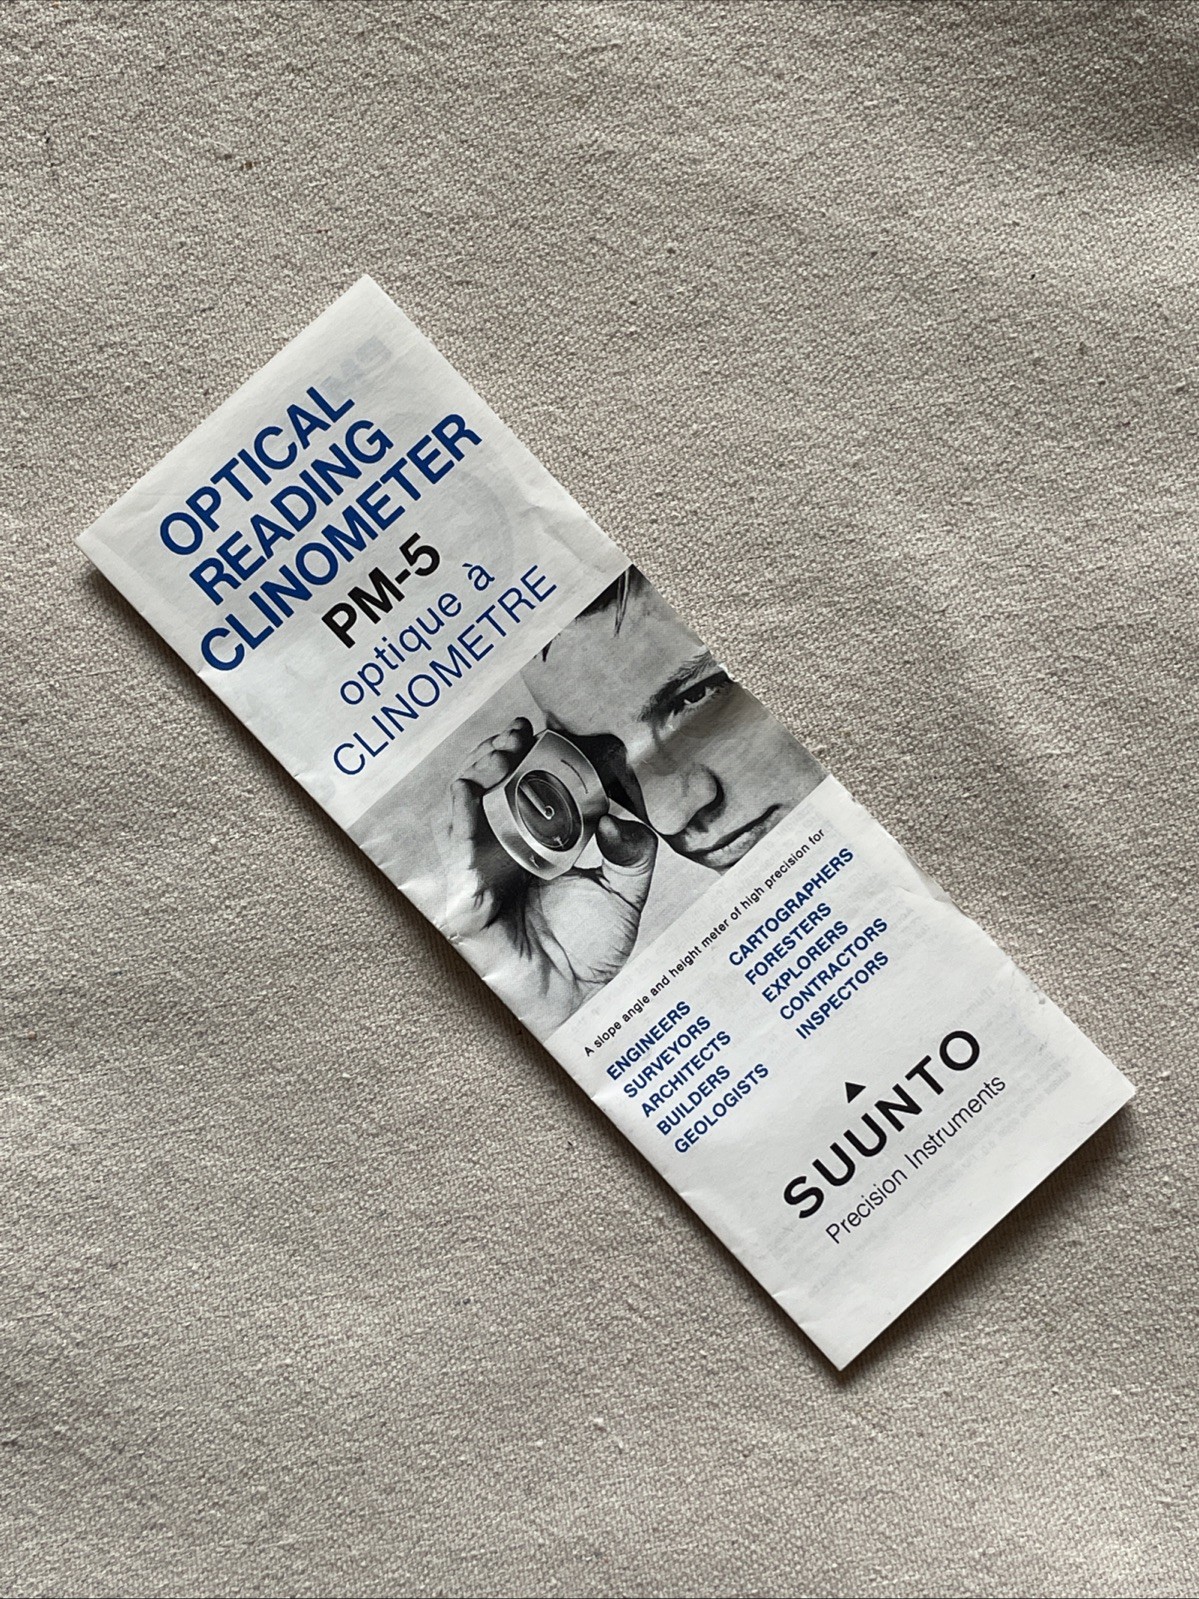 OPTICAL
READING
CLINOMETER
PM-5
optique à
CLINOMETRE
A slope angle and height meter of high precision for
ENGINEERS
SURVEYORS
ARCHITECTS
BUILDERS
GEOLOGISTS
CARTOGRAPHERS
FORESTERS
EXPLORERS
CONTRACTORS
INSPECTORS
SUUNTO
Precision Instruments